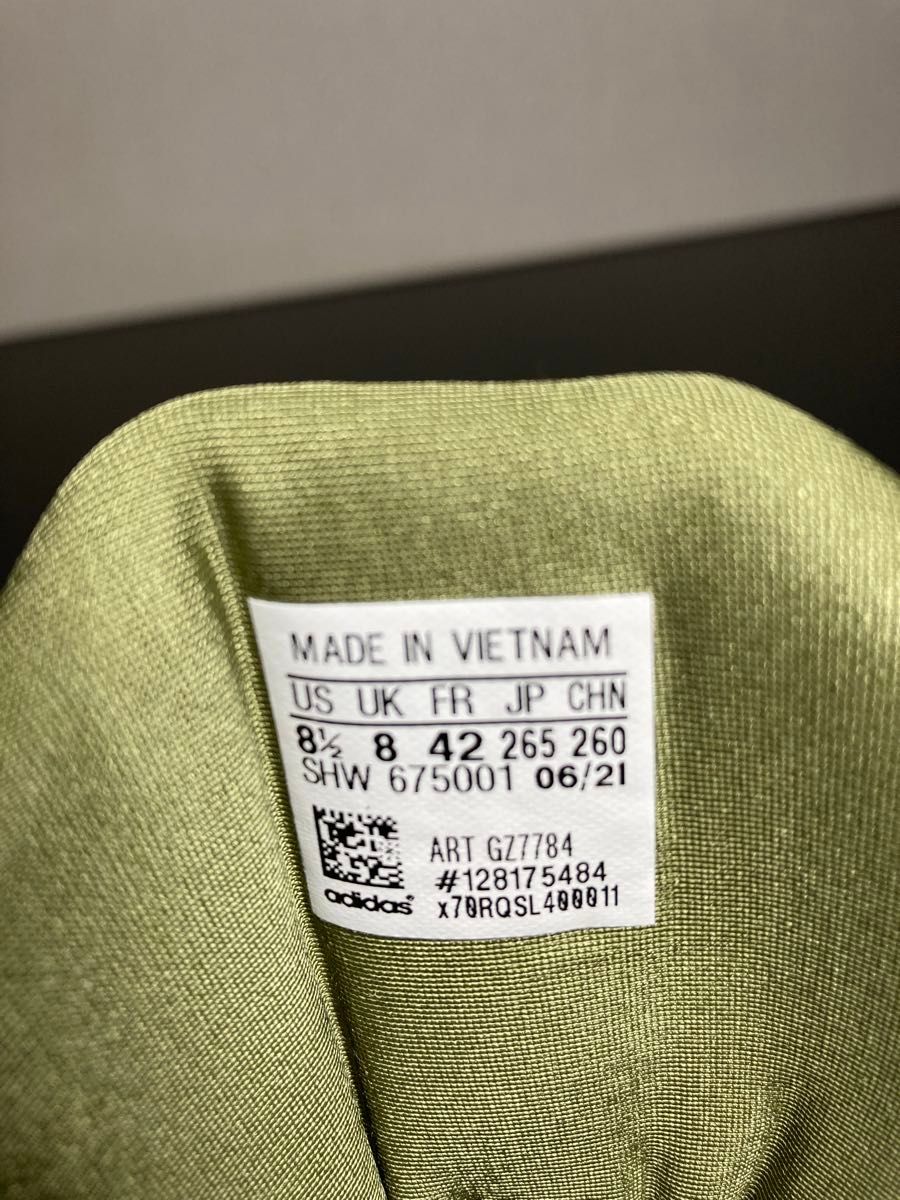 MADE IN VIETNAM
US UK FR JP CHN
8½ 8 42 265 260
SHW 675001 06/21
ART GZ7784
#128175484
adidas x70RQSL400011